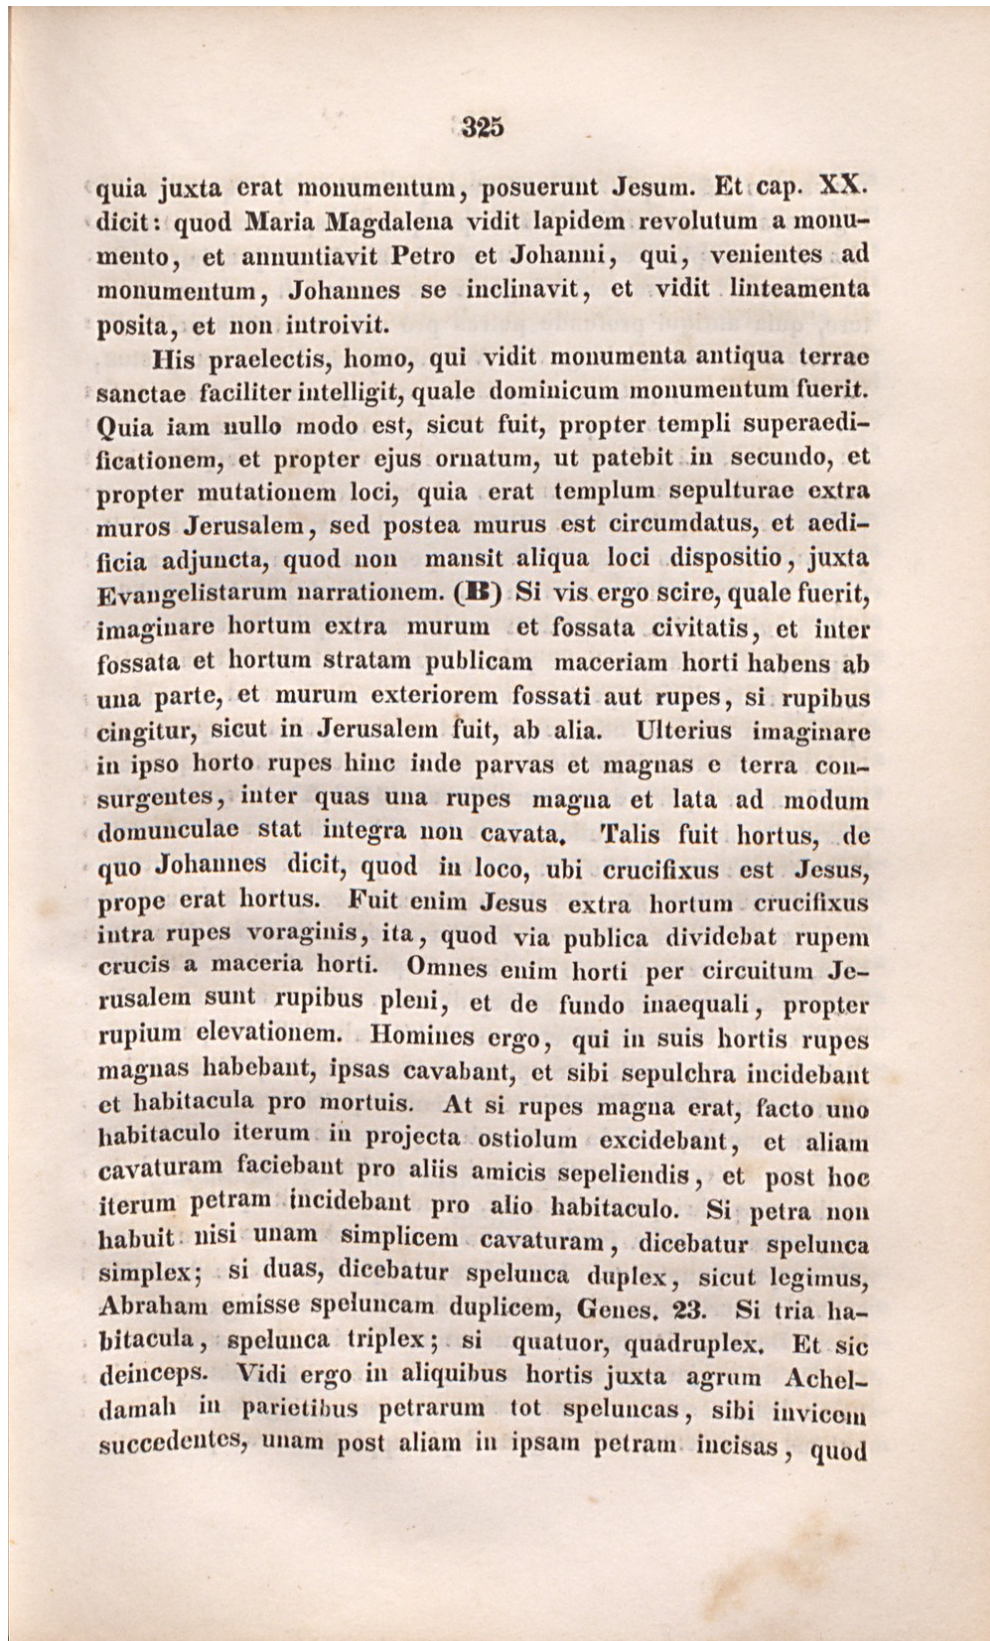 325
quia juxta erat monumentum, posuerunt Jesum. Et cap. XX.
dicit: quod Maria Magdalena vidit lapidem revolutum a monu-
mento, et annuntiavit Petro et Johanni, qui, venientes ad
monumentum, Johannes se inclinavit, et vidit linteamenta
posita, et non introivit.
His praelectis, homo, qui vidit monumenta antiqua terrae
sanctae faciliter intelligit, quale dominicum monumentum fuerit.
Quia iam nullo modo est, sicut fuit, propter templi superaedi-
ficationem, et propter ejus ornatum, ut patebit in secundo, et
propter mutationem loci, quia erat templum sepulturae extra
muros Jerusalem, sed postea murus est circumdatus, et aedi-
ficia adjuncta, quod non mansit aliqua loci dispositio, juxta
Evangelistarum narrationem. (B) Si vis ergo scire, quale fuerit,
imaginare hortum extra murum et fossata civitatis, et inter
fossata et hortum stratam publicam maceriam horti habens ab
una parte, et murum exteriorem fossati aut rupes, si rupibus
cingitur, sicut in Jerusalem fuit, ab alia. Ulterius imaginare
in ipso horto rupes hinc inde parvas et magnas e terra con-
surgentes, inter quas una rupes magna et lata ad modum
domunculae stat integra non cavata. Talis fuit hortus, de
quo Johannes dicit, quod in loco, ubi crucifixus est Jesus,
prope erat hortus. Fuit enim Jesus extra hortum crucifixus
intra rupes voraginis, ita, quod via publica dividebat rupem
crucis a maceria horti. Omnes enim horti per circuitum Je-
rusalem sunt rupibus pleni, et de fundo inaequali, propter
rupium elevationem. Homines ergo, qui in suis hortis rupes
magnas habebant, ipsas cavabant, et sibi sepulchra incidebant
et habitacula pro mortuis. At si rupes magna erat, facto uno
habitaculo iterum in projecta ostiolum excidebant, et aliam
cavaturam faciebant pro aliis amicis sepeliendis, et post hoc
iterum petram incidebant pro alio habitaculo. Si petra non
habuit nisi unam simplicem cavaturam, dicebatur spelunca
simplex; si duas, dicebatur spelunca duplex, sicut legimus,
Abraham emisse speluncam duplicem, Genes. 23. Si tria ha-
bitacula, spelunca triplex; si quatuor, quadruplex. Et sic
deinceps. Vidi ergo in aliquibus hortis juxta agrum Achel-
damah in parietibus petrarum tot speluncas, sibi invicem
succedentes, unam post aliam in ipsam petram incisas, quod